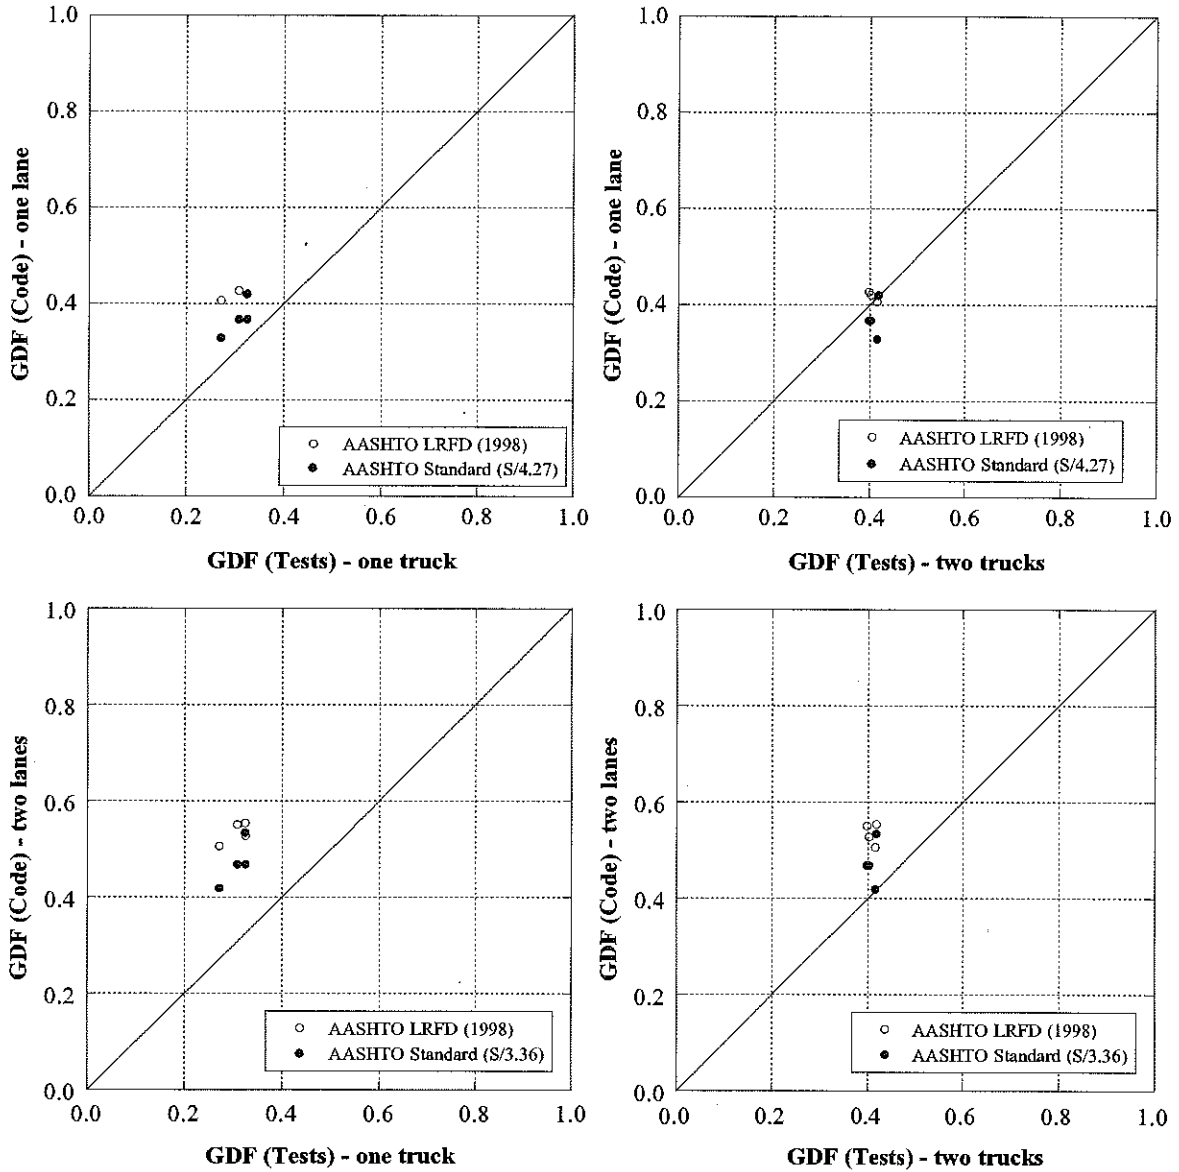 1.0
0.8
0.6
0.4
0.2
0.0
GDF (Code) - one lane
AASHTO LRFD (1998)
AASHTO Standard (S/4.27)
0.0 0.2 0.4 0.6 0.8 1.0
GDF (Tests) - one truck
1.0
0.8
0.6
0.4
0.2
0.0
GDF (Code) - one lane
AASHTO LRFD (1998)
AASHTO Standard (S/4.27)
0.0 0.2 0.4 0.6 0.8 1.0
GDF (Tests) - two trucks
1.0
0.8
0.6
0.4
0.2
0.0
GDF (Code) - two lanes
AASHTO LRFD (1998)
AASHTO Standard (S/3.36)
0.0 0.2 0.4 0.6 0.8 1.0
GDF (Tests) - one truck
1.0
0.8
0.6
0.4
0.2
0.0
GDF (Code) - two lanes
AASHTO LRFD (1998)
AASHTO Standard (S/3.36)
0.0 0.2 0.4 0.6 0.8 1.0
GDF (Tests) - two trucks